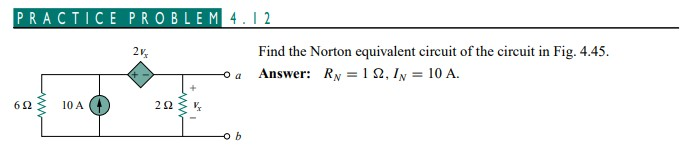 PRACTICE PROBLEM 4.12
Find the Norton equivalent circuit of the circuit in Fig. 4.45.
Answer: R_N = 1 Ω, I_N = 10 A.
2v_x
+ −
a
6 Ω
10 A
2 Ω
+
v_x
−
b